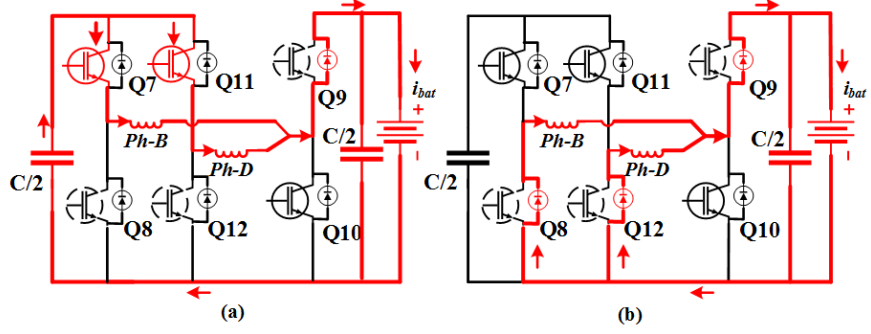 Q7 Q11 Q9 i_bat
+
Ph-B
Ph-D
C/2
-
C/2
Q8 Q12 Q10
(a)
Q7 Q11 Q9 i_bat
+
Ph-B
Ph-D
C/2
-
C/2
Q8 Q12 Q10
(b)